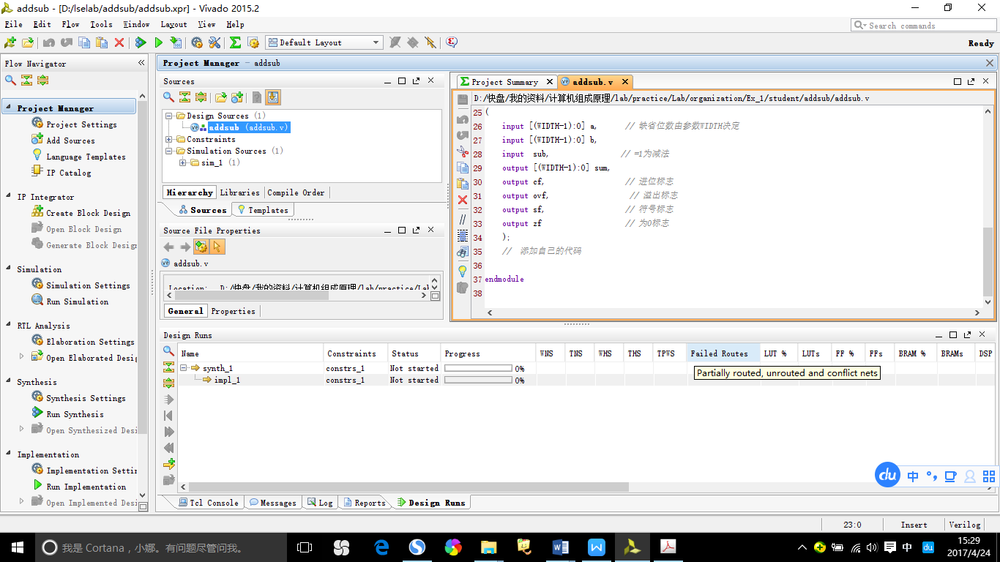 addsub - [D:/lselab/addsub/addsub.xpr] - Vivado 2015.2
File Edit Flow Tools Window Layout View Help
Search commands
Default Layout
Ready
Flow Navigator
Project Manager
Project Settings
Add Sources
Language Templates
IP Catalog
IP Integrator
Create Block Design
Open Block Design
Generate Block Desig
Simulation
Simulation Settings
Run Simulation
RTL Analysis
Elaboration Settings
Open Elaborated Desig
Synthesis
Synthesis Settings
Run Synthesis
Open Synthesized Desi
Implementation
Implementation Settin
Run Implementation
Open Implemented Desi
Project Manager - addsub
Sources
Design Sources (1)
addsub (addsub.v)
Constraints
Simulation Sources (1)
sim_1 (1)
Hierarchy Libraries Compile Order
Sources Templates
Source File Properties
addsub.v
Location: D:/快盘/我的资料/计算机组成原理/lab/practice/Lab
General Properties
Project Summary addsub.v
D:/快盘/我的资料/计算机组成原理/lab/practice/Lab/organization/Ex_1/student/addsub/addsub.v
25 (
26 input [(WIDTH-1):0] a, // 缺省位数由参数WIDTH决定
27 input [(WIDTH-1):0] b,
28 input sub, // =1为减法
29 output [(WIDTH-1):0] sum,
30 output cf, // 进位标志
31 output ovf, // 溢出标志
32 output sf, // 符号标志
33 output zf // 为0标志
34 );
35 // 添加自己的代码
36
37 endmodule
38
Design Runs
Name Constraints Status Progress WNS TNS WHS THS TPWS Failed Routes LUT % LUTs FF % FFs BRAM % BRAMs DSP
synth_1 constrs_1 Not started 0%
impl_1 constrs_1 Not started 0%
Partially routed, unrouted and conflict nets
du 中
Tcl Console Messages Log Reports Design Runs
23:0 Insert Verilog
我是 Cortana，小娜。有问题尽管问我。
W W
中 du
15:29
2017/4/24